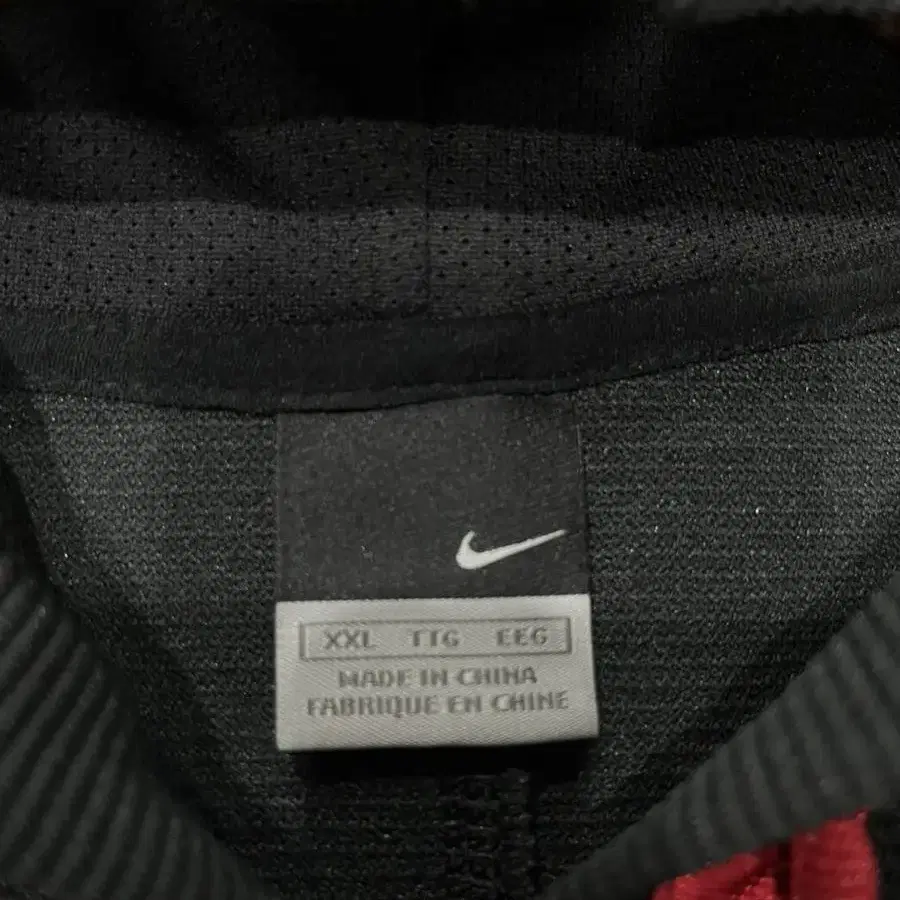 XXL TTG EEG
MADE IN CHINA
FABRIQUE EN CHINE